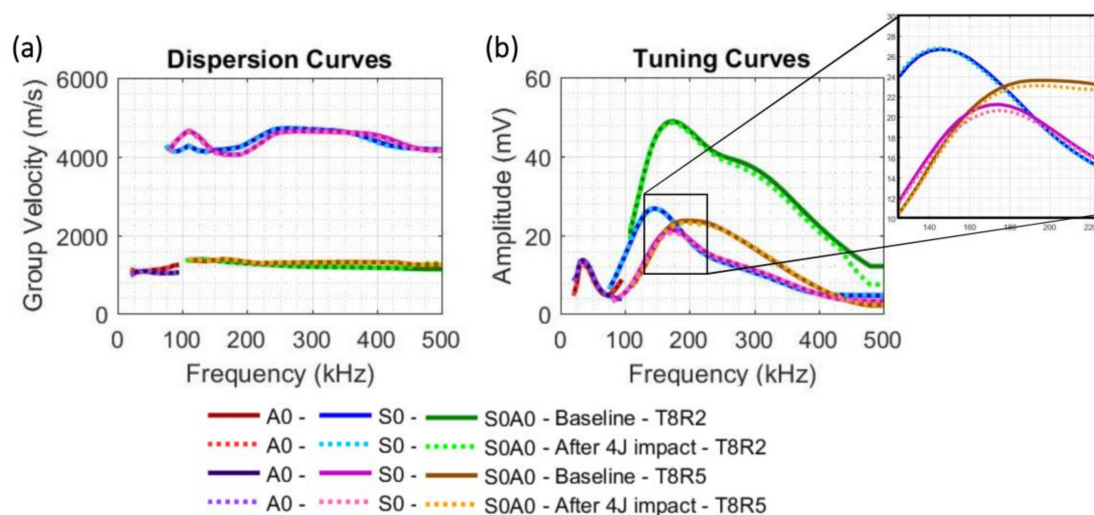 (a)
Dispersion Curves
Group Velocity (m/s)
6000
4000
2000
0
0 100 200 300 400 500
Frequency (kHz)
(b)
Tuning Curves
Amplitude (mV)
60
40
20
0
0 100 200 300 400 500
Frequency (kHz)
30
28
26
24
22
20
18
16
14
12
10
140 160 180 200 220
A0 - S0 - S0A0 - Baseline - T8R2
A0 - S0 - S0A0 - After 4J impact - T8R2
A0 - S0 - S0A0 - Baseline - T8R5
A0 - S0 - S0A0 - After 4J impact - T8R5